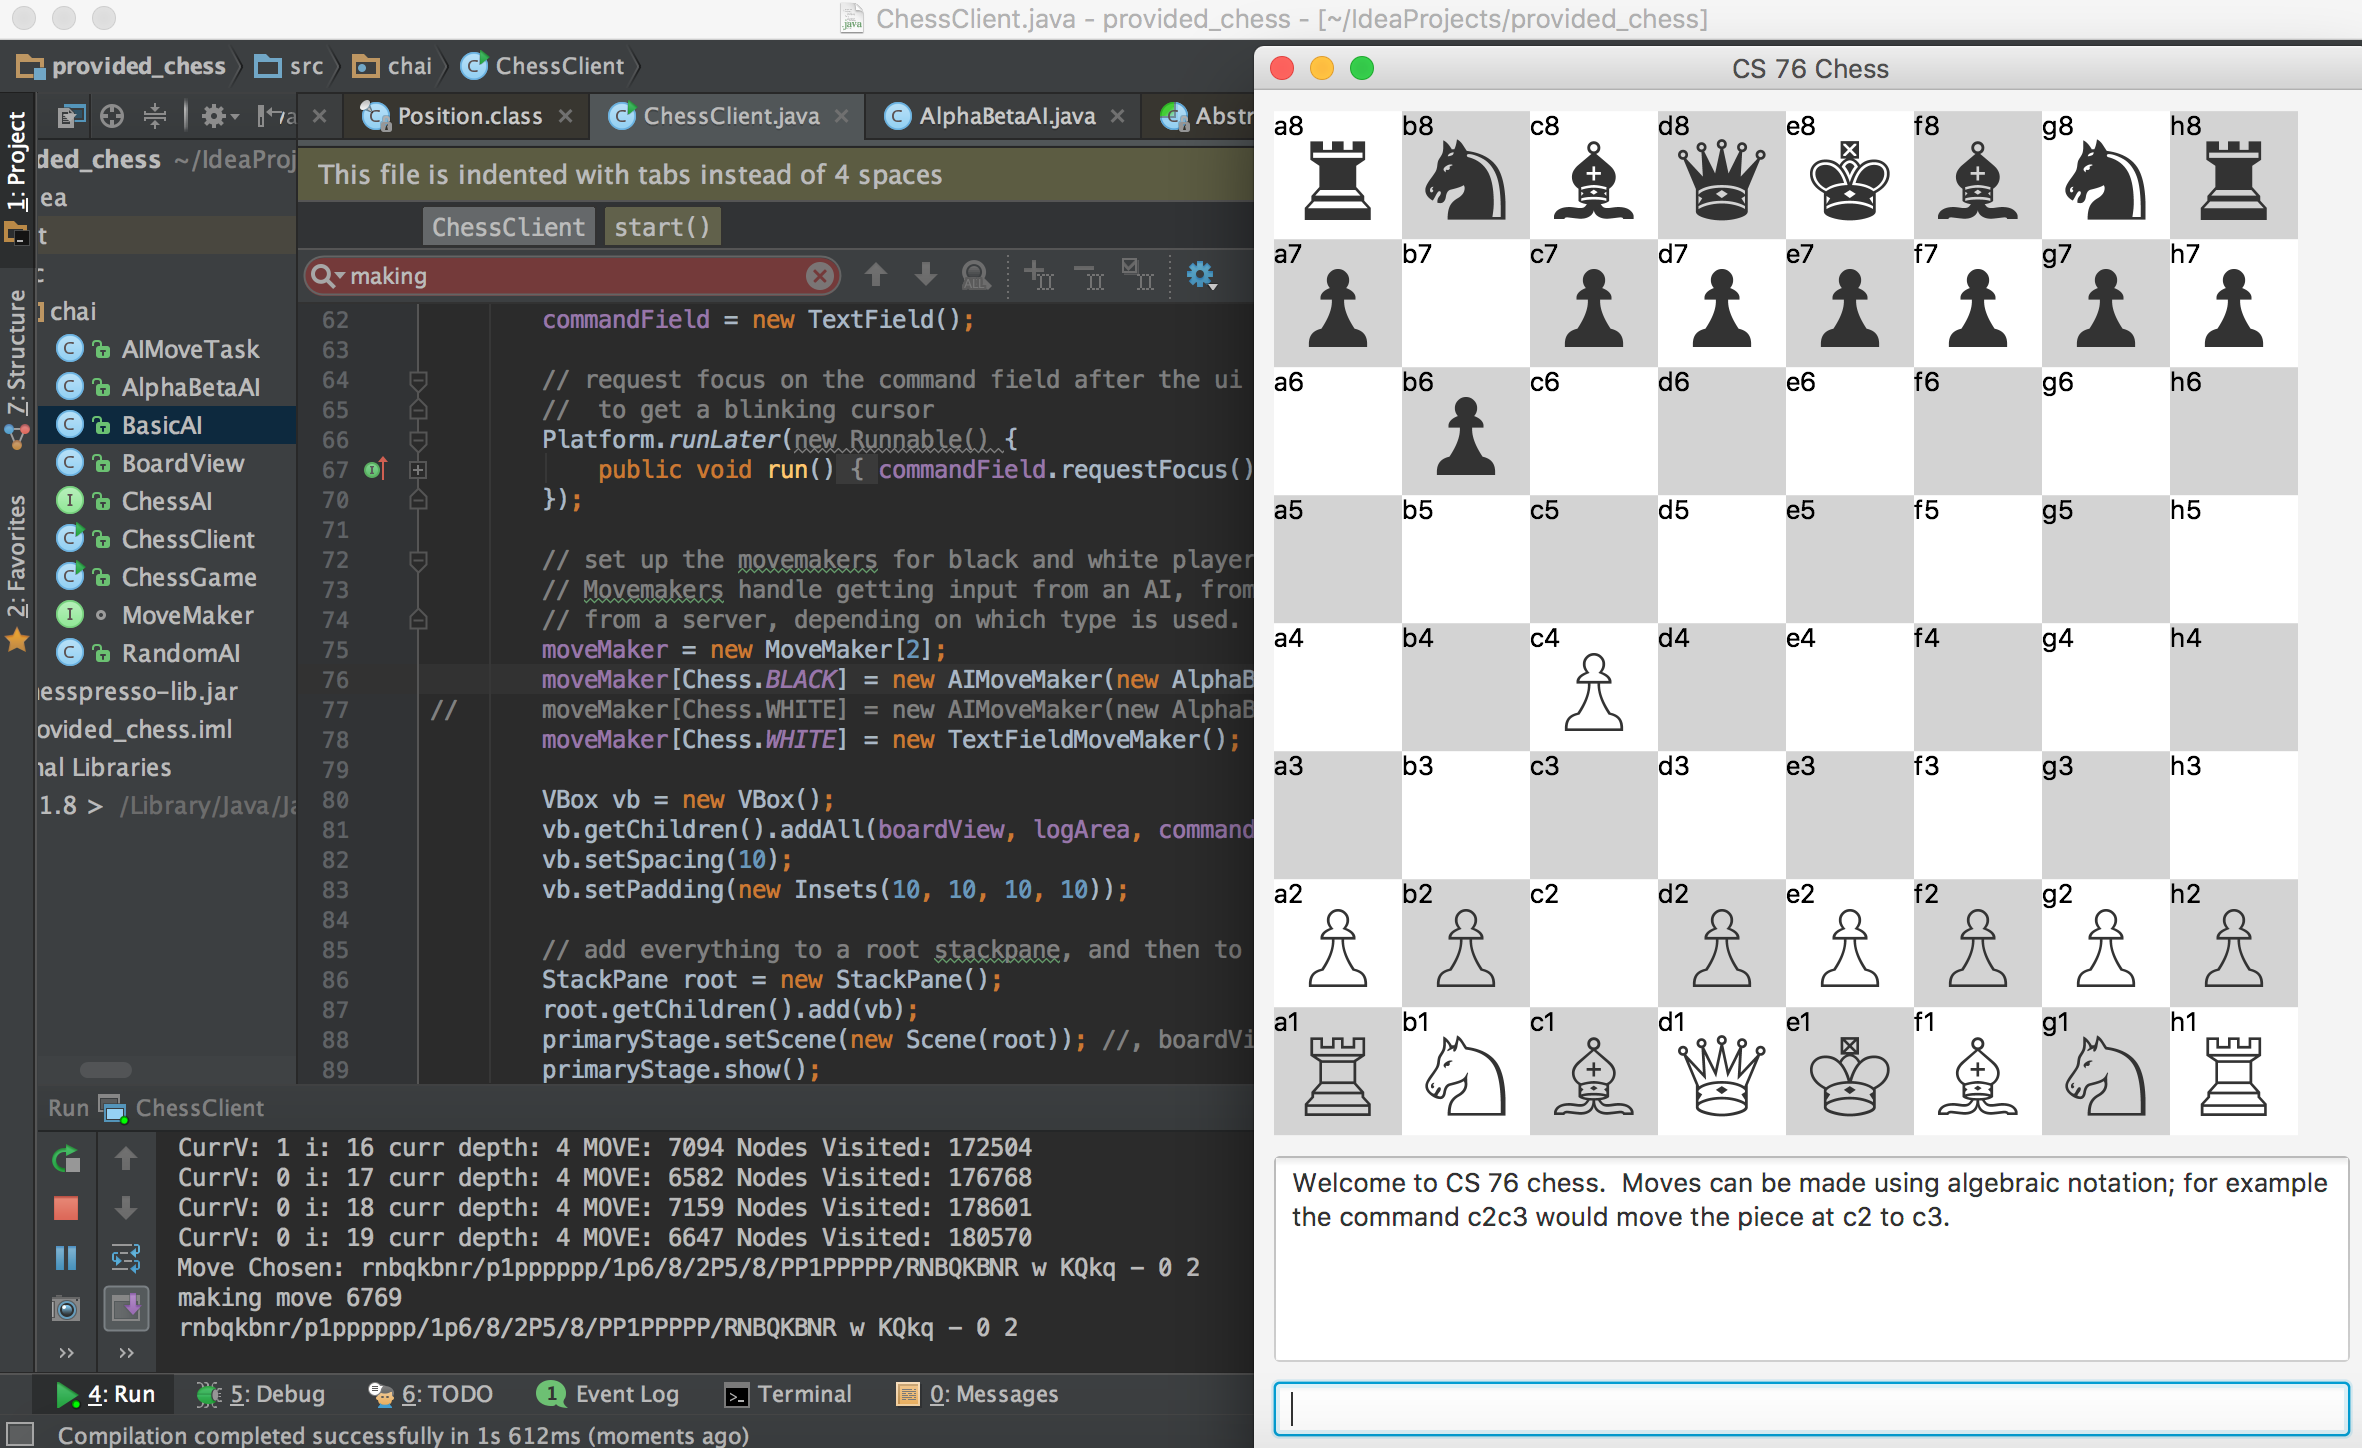 ChessClient.java - provided_chess - [~/IdeaProjects/provided_chess]
provided_chess src chai ChessClient
Position.class ChessClient.java AlphaBetaAI.java Abstr
1: Project
Z: Structure
2: Favorites
ded_chess ~/IdeaProj
ea
t
c
chai
AIMoveTask
AlphaBetaAI
BasicAI
BoardView
ChessAI
ChessClient
ChessGame
MoveMaker
RandomAI
esspresso-lib.jar
ovided_chess.iml
nal Libraries
1.8 > /Library/Java/Ja
This file is indented with tabs instead of 4 spaces
ChessClient start()
making
62 commandField = new TextField();
63
64 // request focus on the command field after the ui
65 //  to get a blinking cursor
66 Platform.runLater(new Runnable() {
67 public void run() { commandField.requestFocus()
70 });
71
72 // set up the movemakers for black and white player
73 // Movemakers handle getting input from an AI, from
74 // from a server, depending on which type is used.
75 moveMaker = new MoveMaker[2];
76 moveMaker[Chess.BLACK] = new AIMoveMaker(new AlphaB
77 // moveMaker[Chess.WHITE] = new AIMoveMaker(new AlphaB
78 moveMaker[Chess.WHITE] = new TextFieldMoveMaker();
79
80 VBox vb = new VBox();
81 vb.getChildren().addAll(boardView, logArea, command
82 vb.setSpacing(10);
83 vb.setPadding(new Insets(10, 10, 10, 10));
84
85 // add everything to a root stackpane, and then to
86 StackPane root = new StackPane();
87 root.getChildren().add(vb);
88 primaryStage.setScene(new Scene(root)); //, boardVi
89 primaryStage.show();
Run ChessClient
CurrV: 1 i: 16 curr depth: 4 MOVE: 7094 Nodes Visited: 172504
CurrV: 0 i: 17 curr depth: 4 MOVE: 6582 Nodes Visited: 176768
CurrV: 0 i: 18 curr depth: 4 MOVE: 7159 Nodes Visited: 178601
CurrV: 0 i: 19 curr depth: 4 MOVE: 6647 Nodes Visited: 180570
Move Chosen: rnbqkbnr/p1pppppp/1p6/8/2P5/8/PP1PPPPP/RNBQKBNR w KQkq - 0 2
making move 6769
rnbqkbnr/p1pppppp/1p6/8/2P5/8/PP1PPPPP/RNBQKBNR w KQkq - 0 2
4: Run 5: Debug 6: TODO 1 Event Log Terminal 0: Messages
Compilation completed successfully in 1s 612ms (moments ago)
CS 76 Chess
a8 b8 c8 d8 e8 f8 g8 h8
a7 b7 c7 d7 e7 f7 g7 h7
a6 b6 c6 d6 e6 f6 g6 h6
a5 b5 c5 d5 e5 f5 g5 h5
a4 b4 c4 d4 e4 f4 g4 h4
a3 b3 c3 d3 e3 f3 g3 h3
a2 b2 c2 d2 e2 f2 g2 h2
a1 b1 c1 d1 e1 f1 g1 h1
Welcome to CS 76 chess.  Moves can be made using algebraic notation; for example
the command c2c3 would move the piece at c2 to c3.